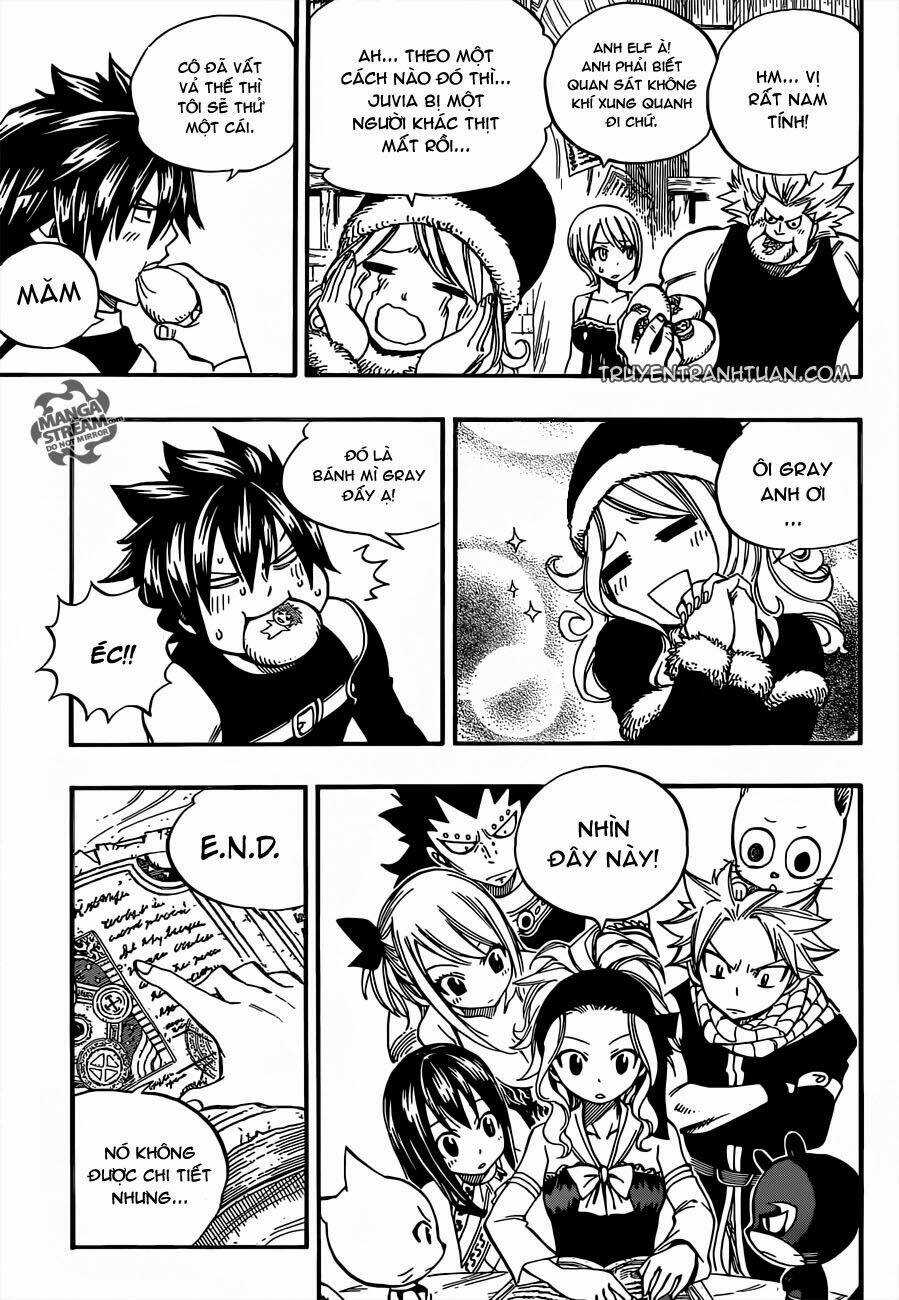 HM... VỊ
RẤT NAM
TÍNH!
ANH ELF À!
ANH PHẢI BIẾT
QUAN SÁT KHÔNG
KHÍ XUNG QUANH
ĐI CHỨ.
AH... THEO MỘT
CÁCH NÀO ĐÓ THÌ...
JUVIA BỊ MỘT
NGƯỜI KHÁC THỊT
MẤT RỒI...
CÔ ĐÃ VẤT
VẢ THẾ THÌ
TÔI SẼ THỬ
MỘT CÁI.
MĂM
TRUYENTRANHTUAN.COM
MANGA
STREAM.com
DO NOT MIRROR
ÔI GRAY
ANH ƠI
...
ĐÓ LÀ
BÁNH MÌ GRAY
ĐẤY Ạ!
ÉC!!
NHÌN
ĐÂY NÀY!
E.N.D.
NÓ KHÔNG
ĐƯỢC CHI TIẾT
NHƯNG...